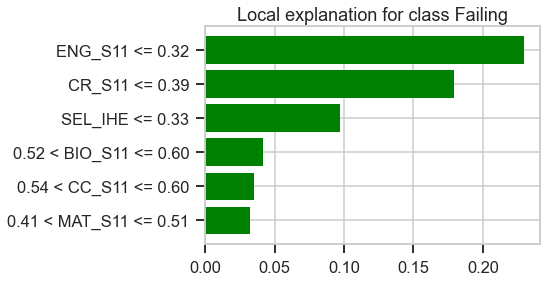 Local explanation for class Failing
ENG_S11 <= 0.32
CR_S11 <= 0.39
SEL_IHE <= 0.33
0.52 < BIO_S11 <= 0.60
0.54 < CC_S11 <= 0.60
0.41 < MAT_S11 <= 0.51
0.00 0.05 0.10 0.15 0.20